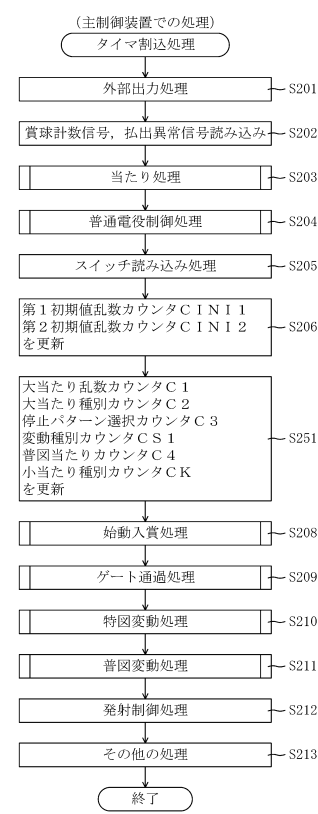 （主制御装置での処理）
タイマ割込処理
外部出力処理 S201
賞球計数信号，払出異常信号読み込み S202
当たり処理 S203
普通電役制御処理 S204
スイッチ読み込み処理 S205
第１初期値乱数カウンタＣＩＮＩ１
第２初期値乱数カウンタＣＩＮＩ２
を更新 S206
大当たり乱数カウンタＣ１
大当たり種別カウンタＣ２
停止パターン選択カウンタＣ３
変動種別カウンタＣＳ１
普図当たりカウンタＣ４
小当たり種別カウンタＣＫ
を更新 S251
始動入賞処理 S208
ゲート通過処理 S209
特図変動処理 S210
普図変動処理 S211
発射制御処理 S212
その他の処理 S213
終了